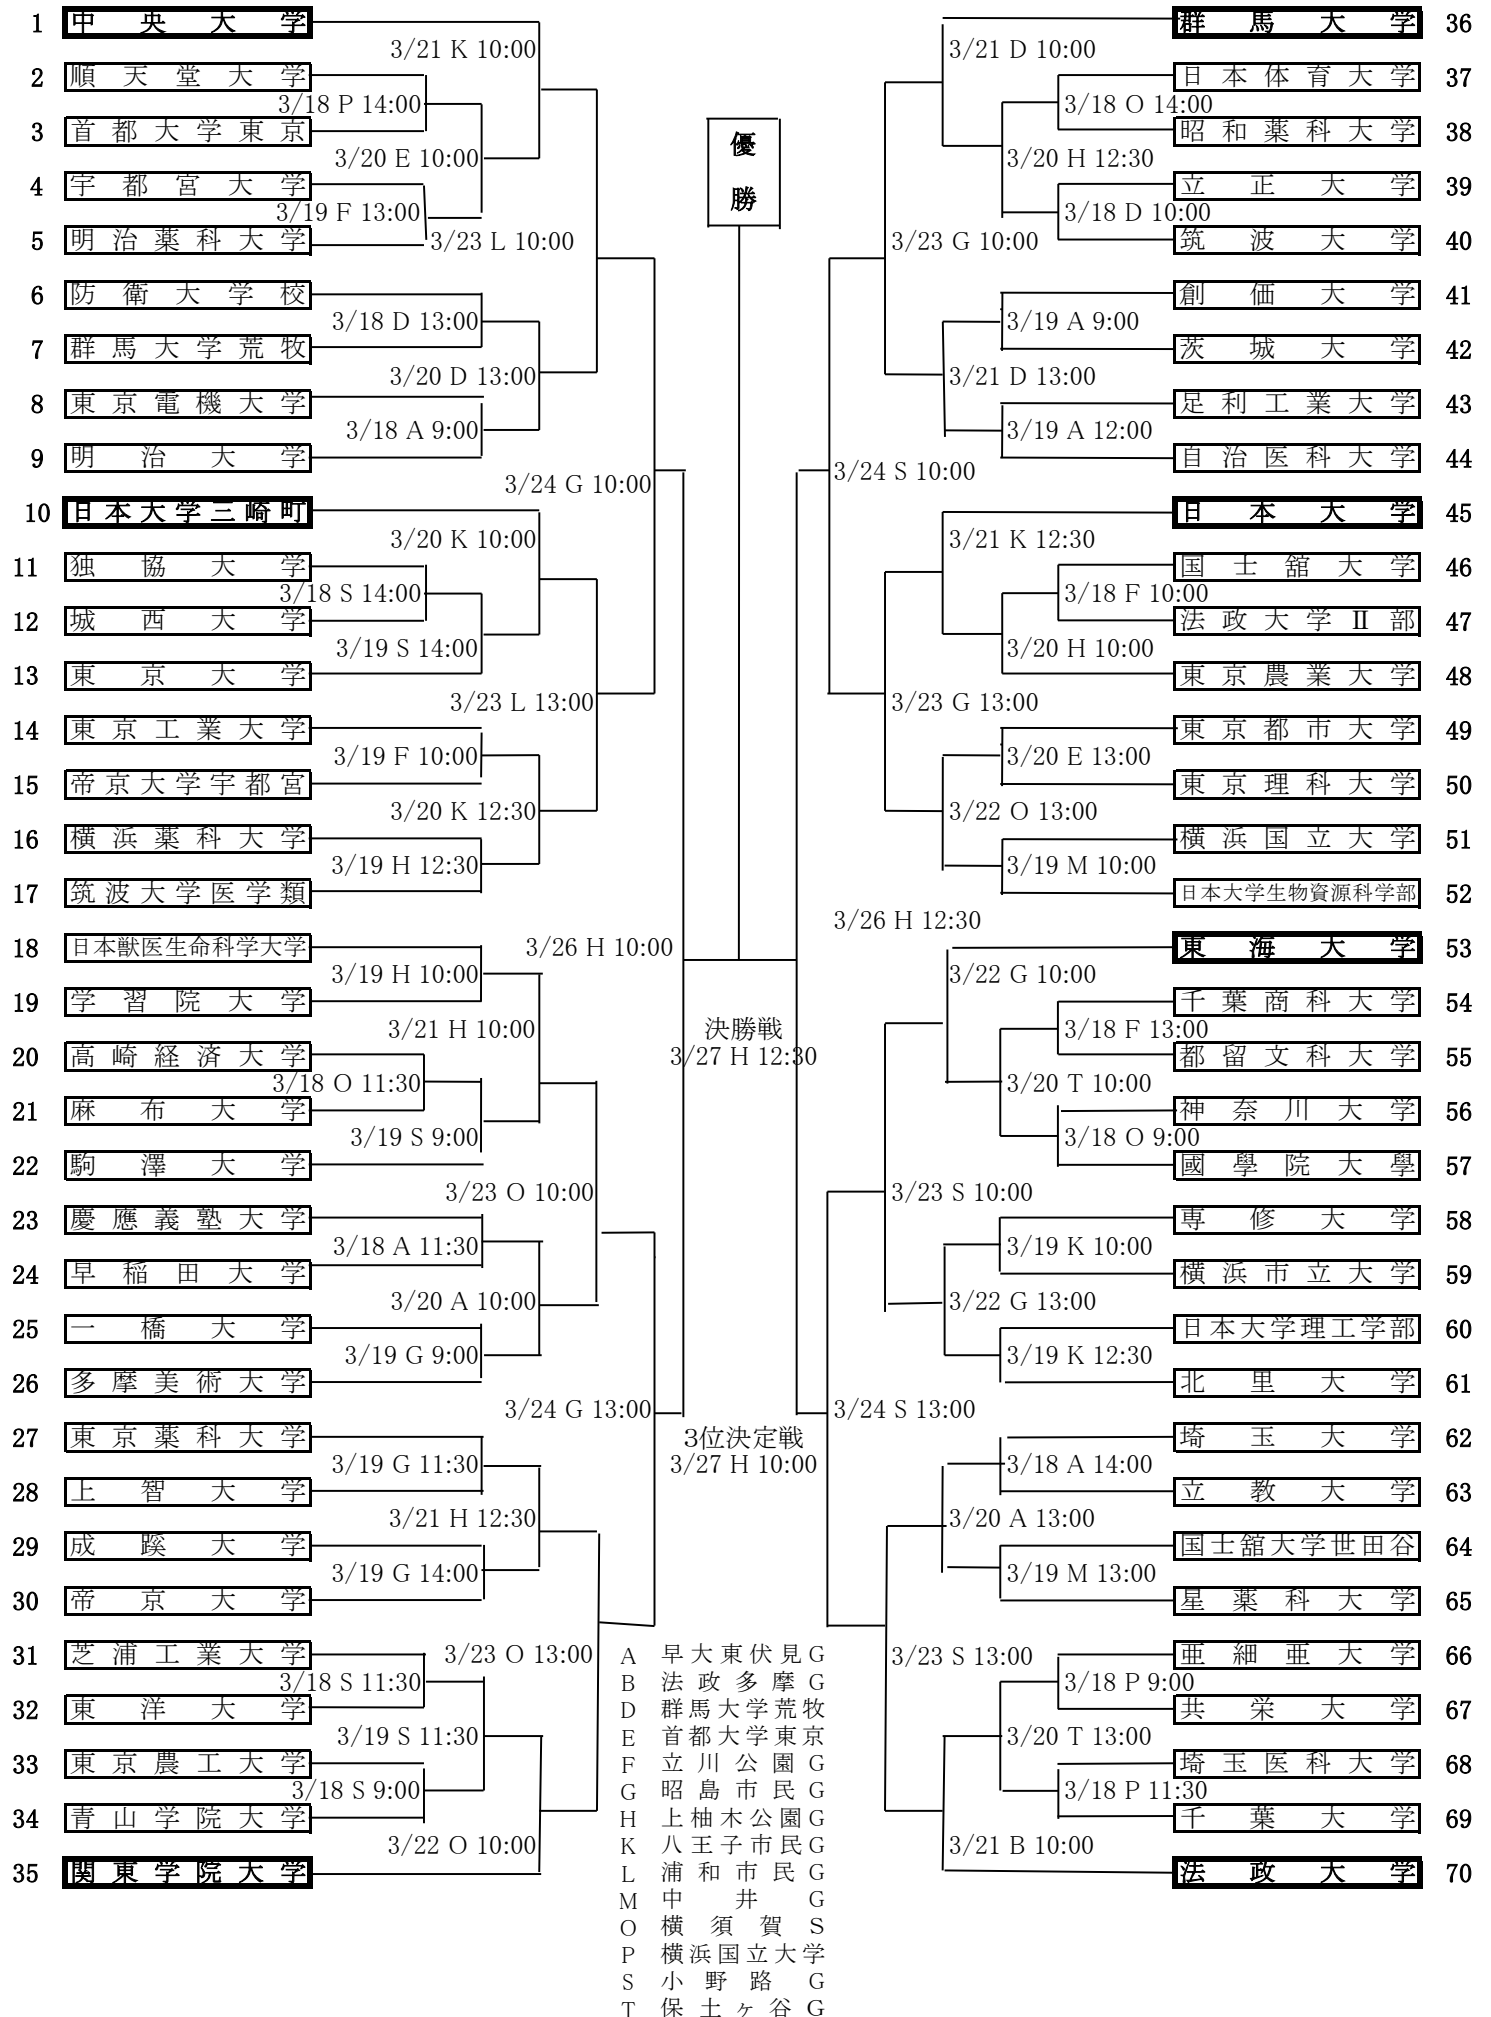 1 中央大学
3/21 K 10:00
2 順天堂大学
3/18 P 14:00
3 首都大学東京
3/20 E 10:00
4 宇都宮大学
3/19 F 13:00
5 明治薬科大学
3/23 L 10:00
6 防衛大学校
3/18 D 13:00
7 群馬大学荒牧
3/20 D 13:00
8 東京電機大学
3/18 A 9:00
9 明治大学
3/24 G 10:00
10 日本大学三崎町
3/20 K 10:00
11 独協大学
3/18 S 14:00
12 城西大学
3/19 S 14:00
13 東京大学
3/23 L 13:00
14 東京工業大学
3/19 F 10:00
15 帝京大学宇都宮
3/20 K 12:30
16 横浜薬科大学
3/19 H 12:30
17 筑波大学医学類
18 日本獣医生命科学大学
3/26 H 10:00
3/19 H 10:00
19 学習院大学
3/21 H 10:00
20 高崎経済大学
3/18 O 11:30
21 麻布大学
3/19 S 9:00
22 駒澤大学
3/23 O 10:00
23 慶應義塾大学
3/18 A 11:30
24 早稲田大学
3/20 A 10:00
25 一橋大学
3/19 G 9:00
26 多摩美術大学
3/24 G 13:00
27 東京薬科大学
3/19 G 11:30
28 上智大学
3/21 H 12:30
29 成蹊大学
3/19 G 14:00
30 帝京大学
31 芝浦工業大学
3/23 O 13:00
3/18 S 11:30
32 東洋大学
3/19 S 11:30
33 東京農工大学
3/18 S 9:00
34 青山学院大学
3/22 O 10:00
35 関東学院大学
優
勝
決勝戦
3/27 H 12:30
3位決定戦
3/27 H 10:00
A 早大東伏見G
B 法政多摩G
D 群馬大学荒牧
E 首都大学東京
F 立川公園G
G 昭島市民G
H 上柚木公園G
K 八王子市民G
L 浦和市民G
M 中井G
O 横須賀S
P 横浜国立大学
S 小野路G
T 保土ヶ谷G
群馬大学 36
3/21 D 10:00
日本体育大学 37
3/18 O 14:00
昭和薬科大学 38
3/20 H 12:30
立正大学 39
3/18 D 10:00
筑波大学 40
3/23 G 10:00
創価大学 41
3/19 A 9:00
茨城大学 42
3/21 D 13:00
足利工業大学 43
3/19 A 12:00
自治医科大学 44
3/24 S 10:00
日本大学 45
3/21 K 12:30
国士舘大学 46
3/18 F 10:00
法政大学Ⅱ部 47
3/20 H 10:00
東京農業大学 48
3/23 G 13:00
東京都市大学 49
3/20 E 13:00
東京理科大学 50
3/22 O 13:00
横浜国立大学 51
3/19 M 10:00
日本大学生物資源科学部 52
3/26 H 12:30
東海大学 53
3/22 G 10:00
千葉商科大学 54
3/18 F 13:00
都留文科大学 55
3/20 T 10:00
神奈川大学 56
3/18 O 9:00
國學院大學 57
3/23 S 10:00
専修大学 58
3/19 K 10:00
横浜市立大学 59
3/22 G 13:00
日本大学理工学部 60
3/19 K 12:30
北里大学 61
3/24 S 13:00
埼玉大学 62
3/18 A 14:00
立教大学 63
3/20 A 13:00
国士舘大学世田谷 64
3/19 M 13:00
星薬科大学 65
3/23 S 13:00
亜細亜大学 66
3/18 P 9:00
共栄大学 67
3/20 T 13:00
埼玉医科大学 68
3/18 P 11:30
千葉大学 69
3/21 B 10:00
法政大学 70